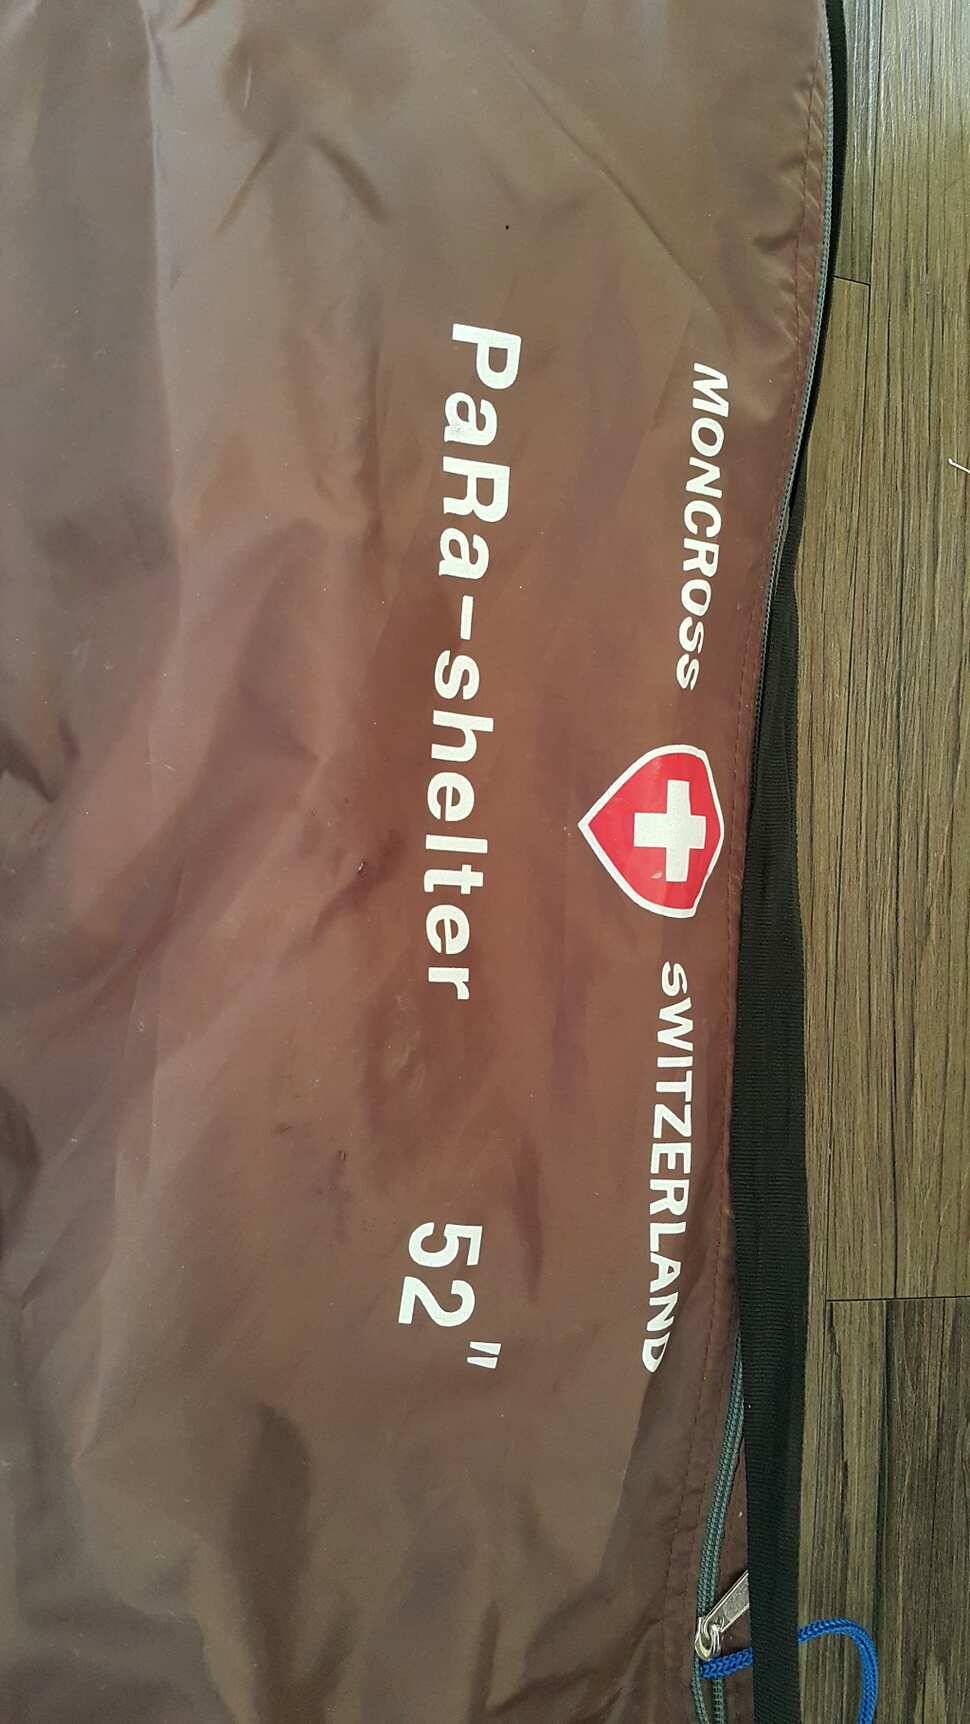 MONCROSS SWITZERLAND
PaRa-shelter 52"